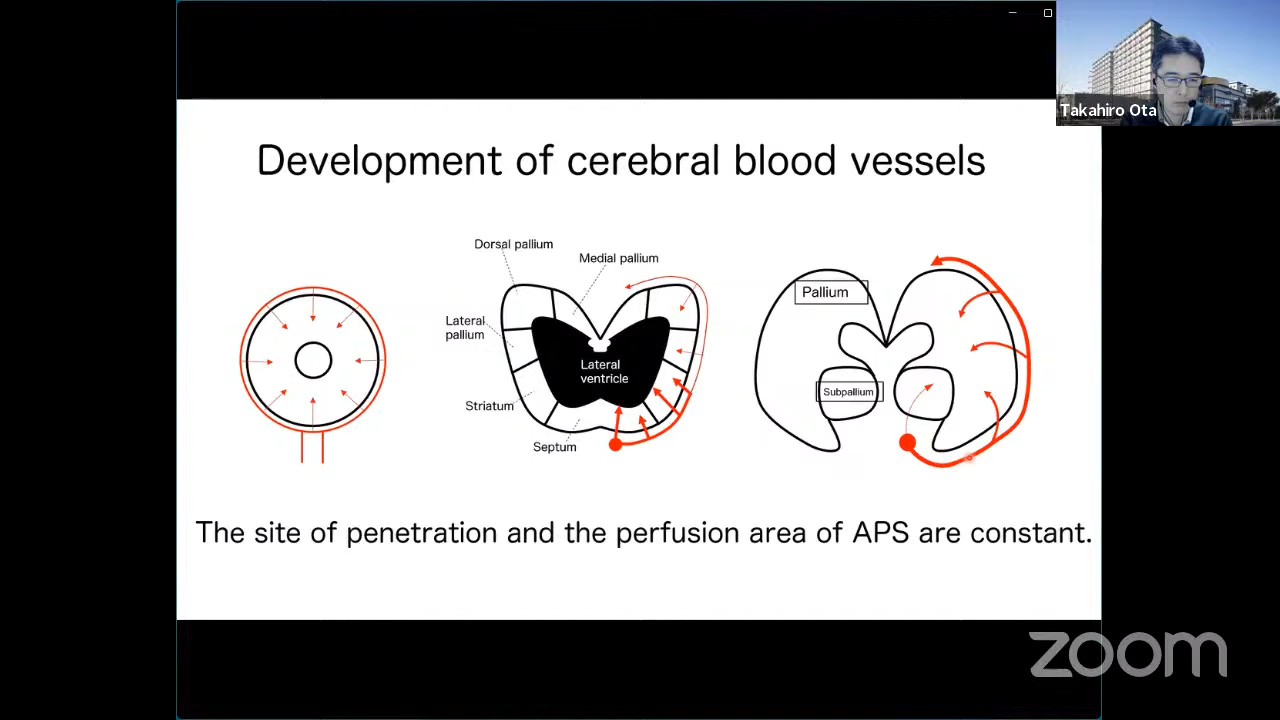 Takahiro Ota
Development of cerebral blood vessels
Dorsal pallium
Medial pallium
Lateral
pallium
Lateral
ventricle
Striatum
Septum
Pallium
Subpallium
The site of penetration and the perfusion area of APS are constant.
zoom